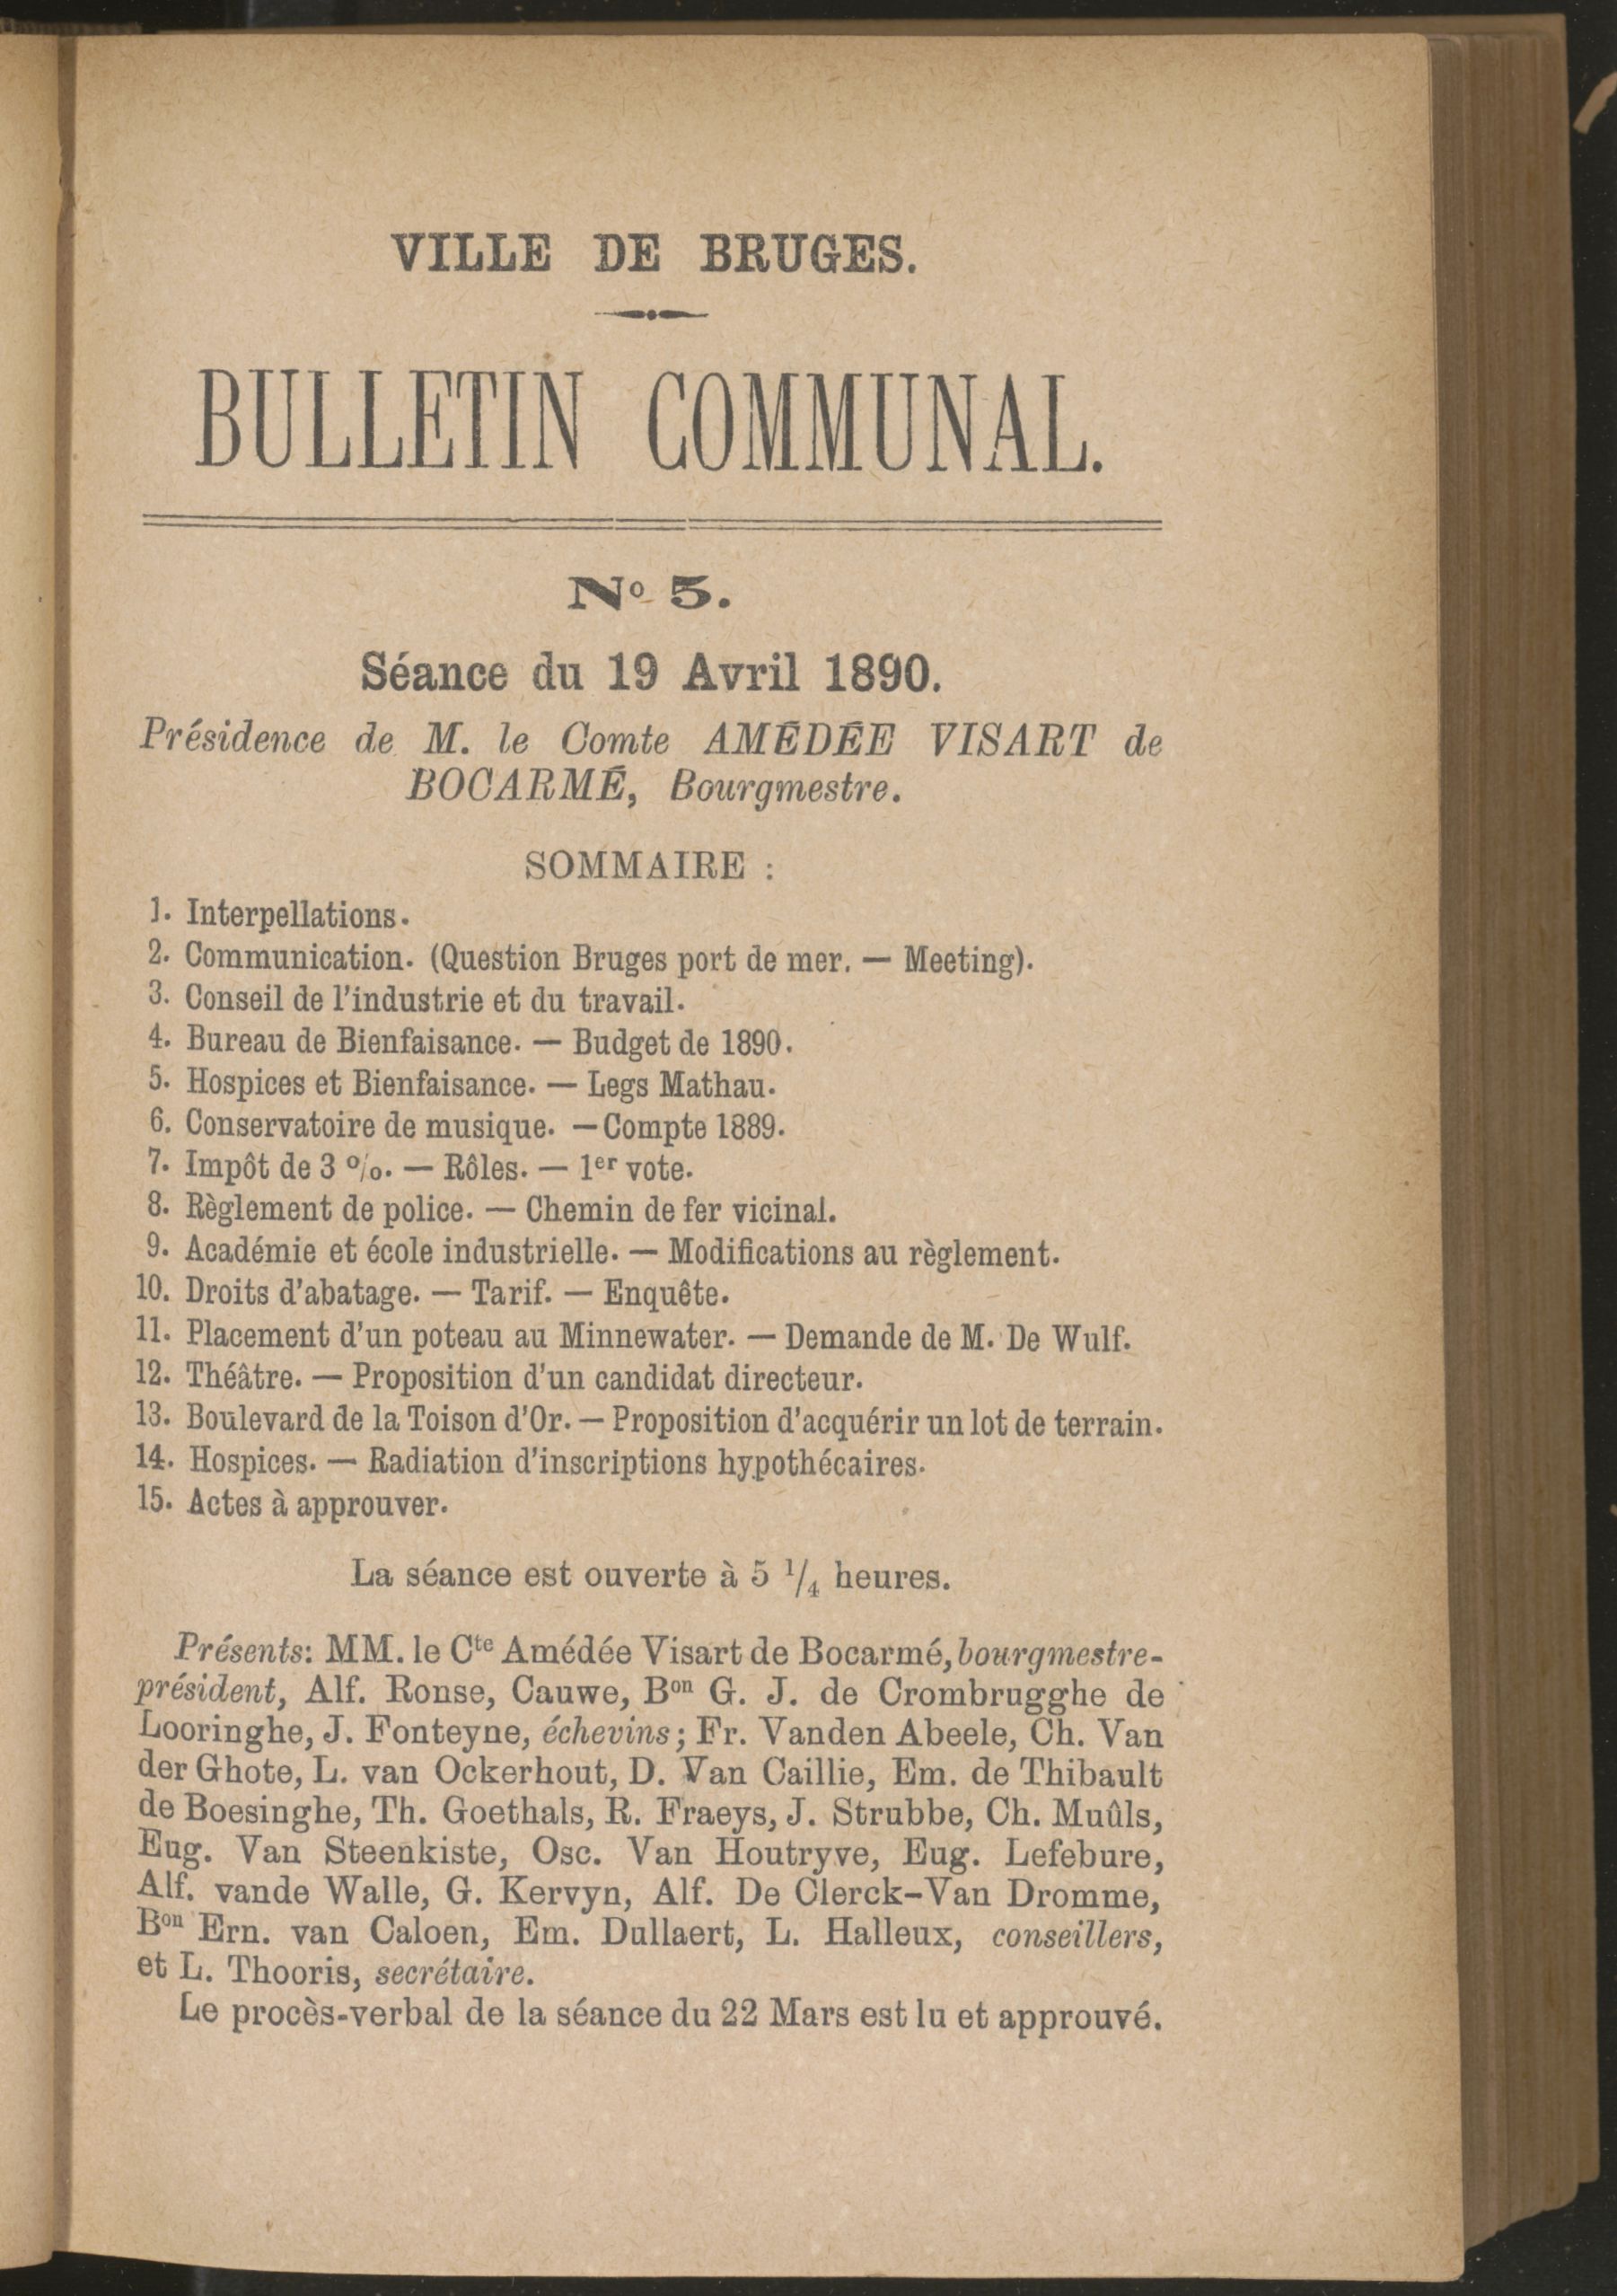 VILLE DE BRUGES.
BULLETIN COMMUNAL.
Nº 5.
Séance du 19 Avril 1890.
Présidence de M. le Comte AMÉDÉE VISART de
BOCARMÉ, Bourgmestre.
SOMMAIRE :
1. Interpellations.
2. Communication. (Question Bruges port de mer. — Meeting).
3. Conseil de l'industrie et du travail.
4. Bureau de Bienfaisance. — Budget de 1890.
5. Hospices et Bienfaisance. — Legs Mathau.
6. Conservatoire de musique. — Compte 1889.
7. Impôt de 3 %. — Rôles. — 1er vote.
8. Règlement de police. — Chemin de fer vicinal.
9. Académie et école industrielle. — Modifications au règlement.
10. Droits d'abatage. — Tarif. — Enquête.
11. Placement d'un poteau au Minnewater. — Demande de M. De Wulf.
12. Théâtre. — Proposition d'un candidat directeur.
13. Boulevard de la Toison d'Or. — Proposition d'acquérir un lot de terrain.
14. Hospices. — Radiation d'inscriptions hypothécaires.
15. Actes à approuver.
La séance est ouverte à 5 1/4 heures.
Présents: MM. le Cte Amédée Visart de Bocarmé, bourgmestre-
président, Alf. Ronse, Cauwe, Bon G. J. de Crombrugghe de
Looringhe, J. Fonteyne, échevins; Fr. Vanden Abeele, Ch. Van
der Ghote, L. van Ockerhout, D. Van Caillie, Em. de Thibault
de Boesinghe, Th. Goethals, R. Fraeys, J. Strubbe, Ch. Muûls,
Eug. Van Steenkiste, Osc. Van Houtryve, Eug. Lefebure,
Alf. vande Walle, G. Kervyn, Alf. De Clerck-Van Dromme,
Bon Ern. van Caloen, Em. Dullaert, L. Halleux, conseillers,
et L. Thooris, secrétaire.
Le procès-verbal de la séance du 22 Mars est lu et approuvé.